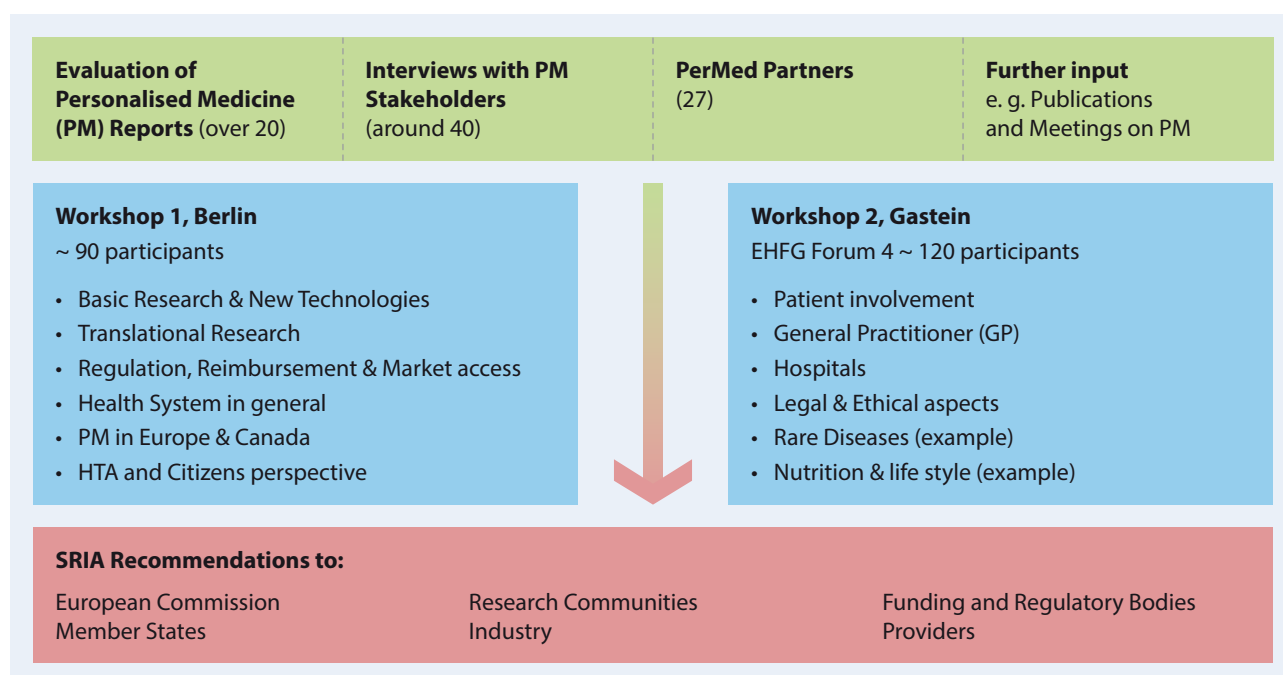 Evaluation of
Personalised Medicine
(PM) Reports (over 20)
Interviews with PM
Stakeholders
(around 40)
PerMed Partners
(27)
Further input
e. g. Publications
and Meetings on PM
Workshop 1, Berlin
~ 90 participants
• Basic Research & New Technologies
• Translational Research
• Regulation, Reimbursement & Market access
• Health System in general
• PM in Europe & Canada
• HTA and Citizens perspective
Workshop 2, Gastein
EHFG Forum 4 ~ 120 participants
• Patient involvement
• General Practitioner (GP)
• Hospitals
• Legal & Ethical aspects
• Rare Diseases (example)
• Nutrition & life style (example)
SRIA Recommendations to:
European Commission
Member States
Research Communities
Industry
Funding and Regulatory Bodies
Providers